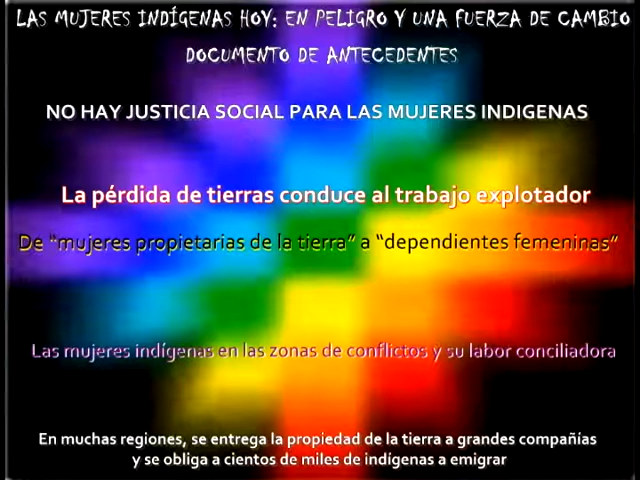 LAS MUJERES INDÍGENAS HOY: EN PELIGRO Y UNA FUERZA DE CAMBIO
DOCUMENTO DE ANTECEDENTES
NO HAY JUSTICIA SOCIAL PARA LAS MUJERES INDIGENAS
La pérdida de tierras conduce al trabajo explotador
De “mujeres propietarias de la tierra” a “dependientes femeninas”
Las mujeres indígenas en las zonas de conflictos y su labor conciliadora
En muchas regiones, se entrega la propiedad de la tierra a grandes compañías
y se obliga a cientos de miles de indígenas a emigrar